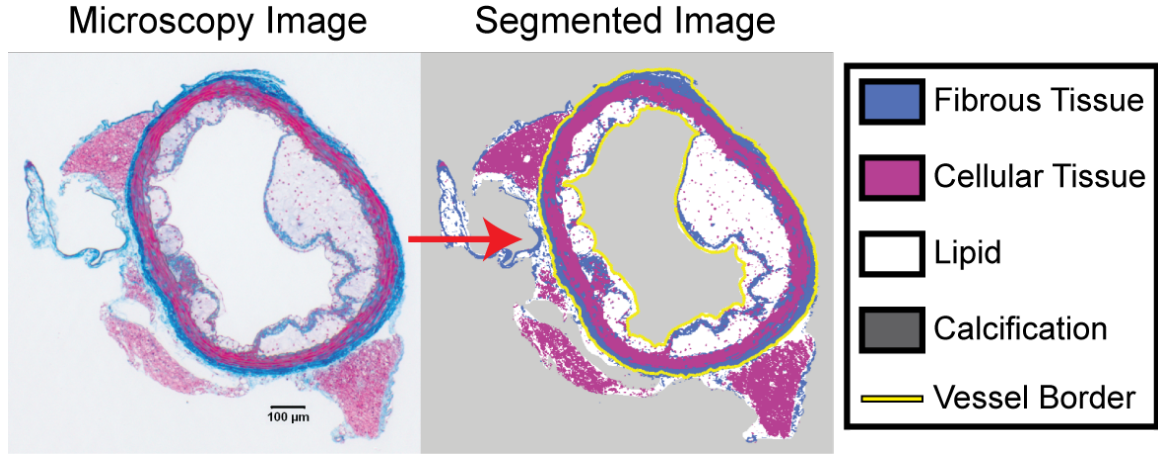 Microscopy Image
Segmented Image
100 µm
Fibrous Tissue
Cellular Tissue
Lipid
Calcification
Vessel Border